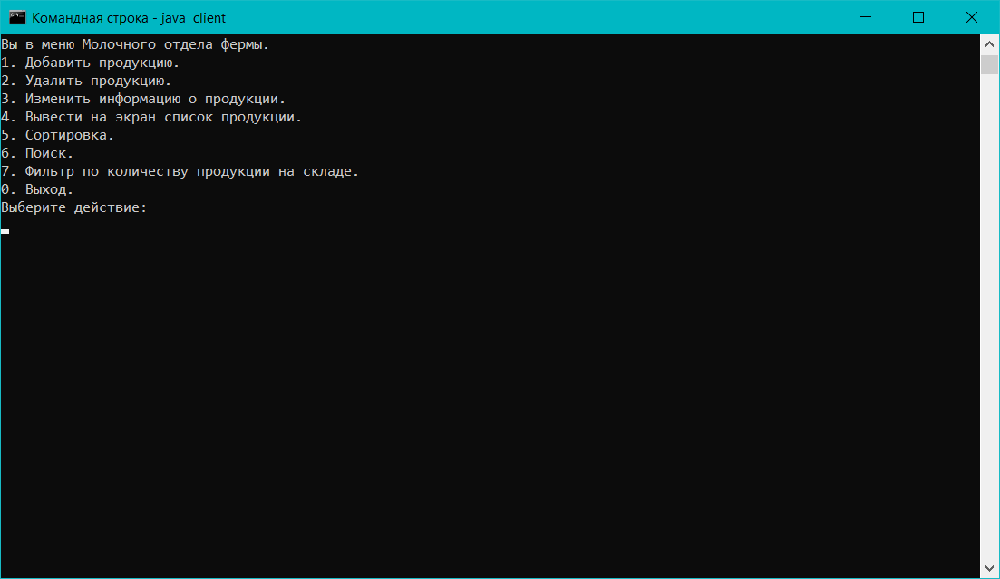 Командная строка - java  client
Вы в меню Молочного отдела фермы.
1. Добавить продукцию.
2. Удалить продукцию.
3. Изменить информацию о продукции.
4. Вывести на экран список продукции.
5. Сортировка.
6. Поиск.
7. Фильтр по количеству продукции на складе.
0. Выход.
Выберите действие: